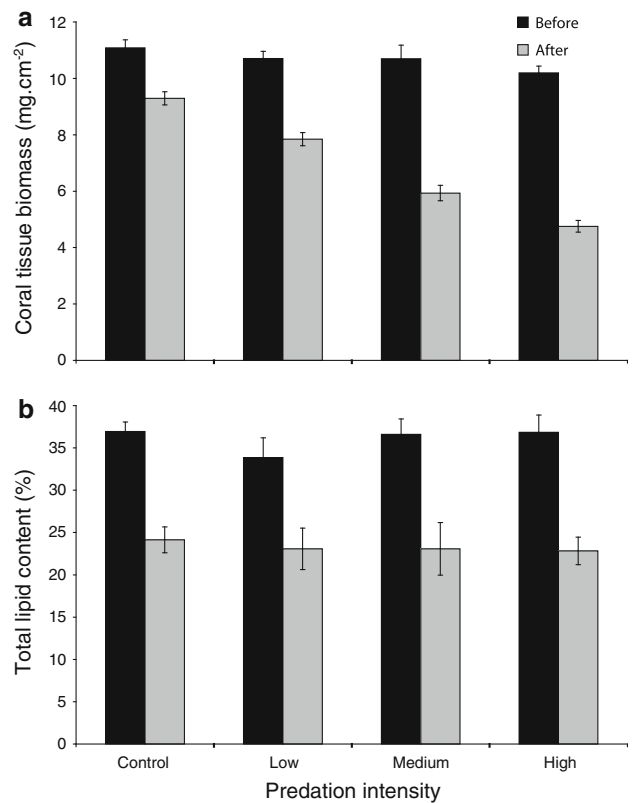 a
Before
After
Coral tissue biomass (mg.cm-2)
12
10
8
6
4
2
0
b
Total lipid content (%)
40
35
30
25
20
15
10
5
0
Control Low Medium High
Predation intensity